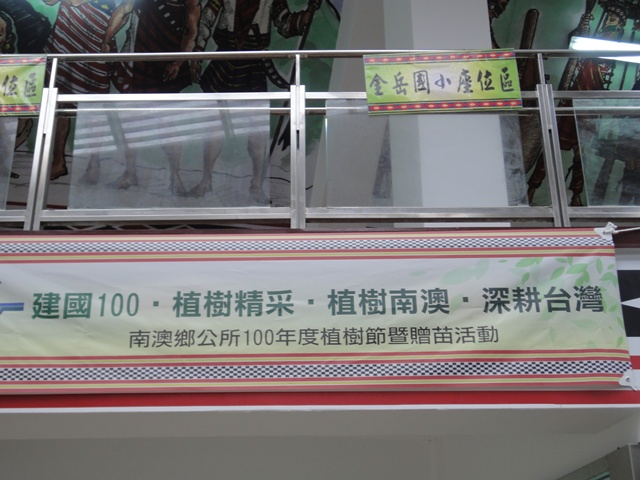 位區
金岳國小座位區
建國100・植樹精采・植樹南澳・深耕台灣
南澳鄉公所100年度植樹節暨贈苗活動